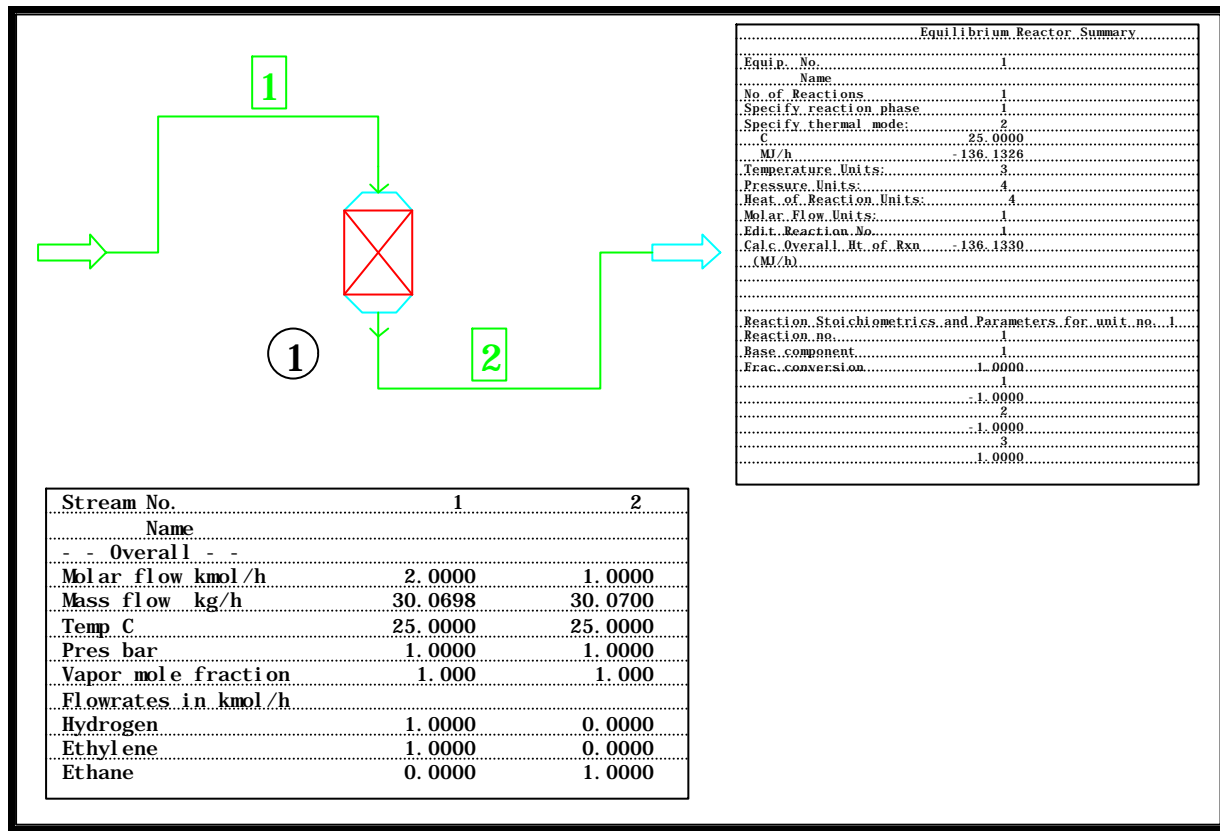 1
1
2
Equilibrium Reactor Summary
Equip. No. 1
Name
No of Reactions 1
Specify reaction phase 1
Specify thermal mode: 2
C 25.0000
MJ/h -136.1326
Temperature Units: 3
Pressure Units: 4
Heat of Reaction Units: 4
Molar Flow Units: 1
Edit Reaction No. 1
Calc Overall Ht of Rxn -136.1330
(MJ/h)
Reaction Stoichiometrics and Parameters for unit no. 1
Reaction no. 1
Base component 1
Frac.conversion 1.0000
1
-1.0000
2
-1.0000
3
1.0000
Stream No. 1 2
Name
- - Overall - -
Molar flow kmol/h 2.0000 1.0000
Mass flow kg/h 30.0698 30.0700
Temp C 25.0000 25.0000
Pres bar 1.0000 1.0000
Vapor mole fraction 1.000 1.000
Flowrates in kmol/h
Hydrogen 1.0000 0.0000
Ethylene 1.0000 0.0000
Ethane 0.0000 1.0000